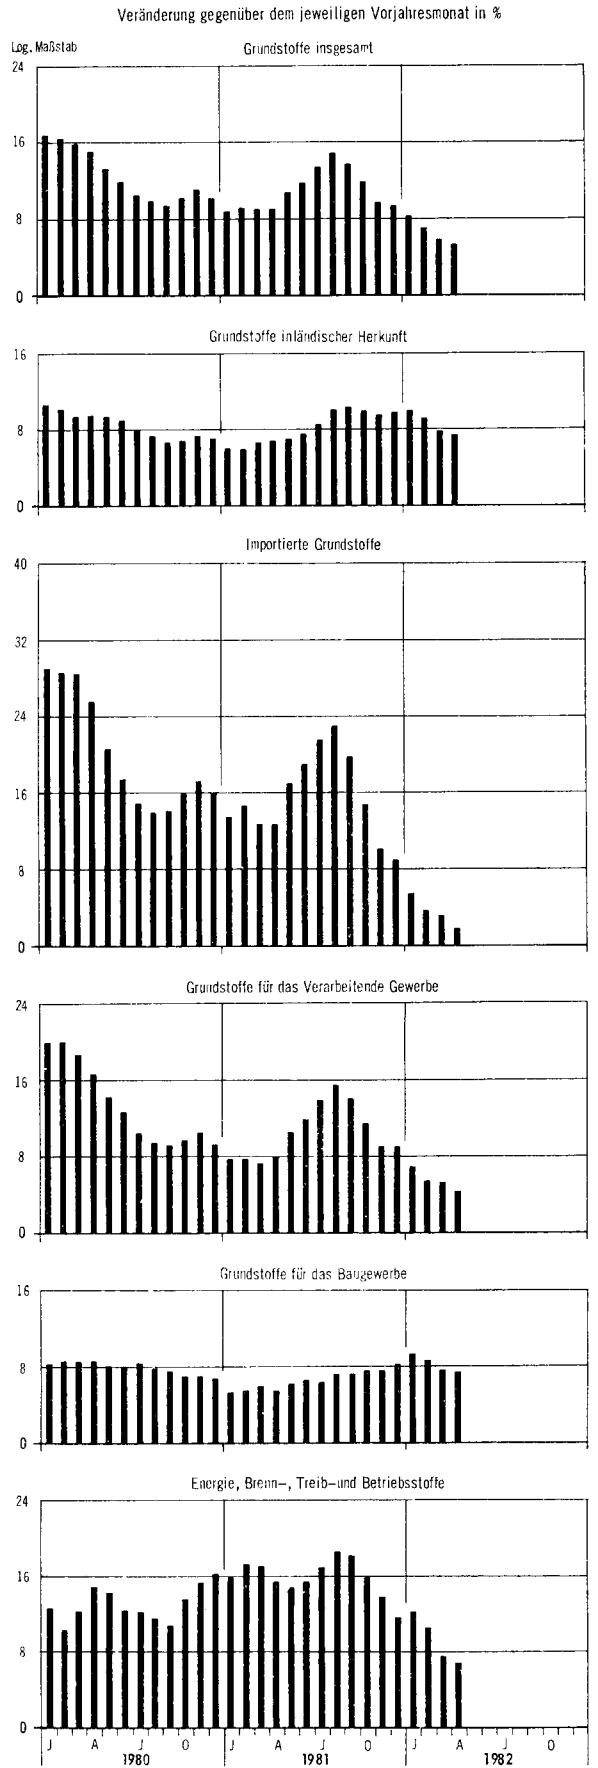 Veränderung gegenüber dem jeweiligen Vorjahresmonat in %
Log. Maßstab
Grundstoffe insgesamt
24
16
8
0
Grundstoffe inländischer Herkunft
16
8
0
Importierte Grundstoffe
40
32
24
16
8
0
Grundstoffe für das Verarbeitende Gewerbe
24
16
8
0
Grundstoffe für das Baugewerbe
16
8
0
Energie, Brenn-, Treib-und Betriebsstoffe
24
16
8
0
J A J O J A J O J A J O
1980 1981 1982